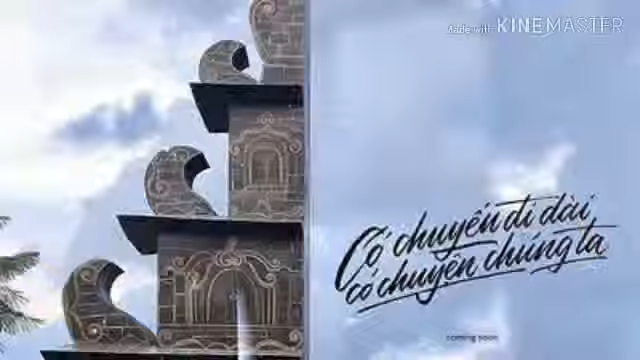 Made with KINEMASTER
Có chuyến đi dài
có chuyện chúng ta
coming soon